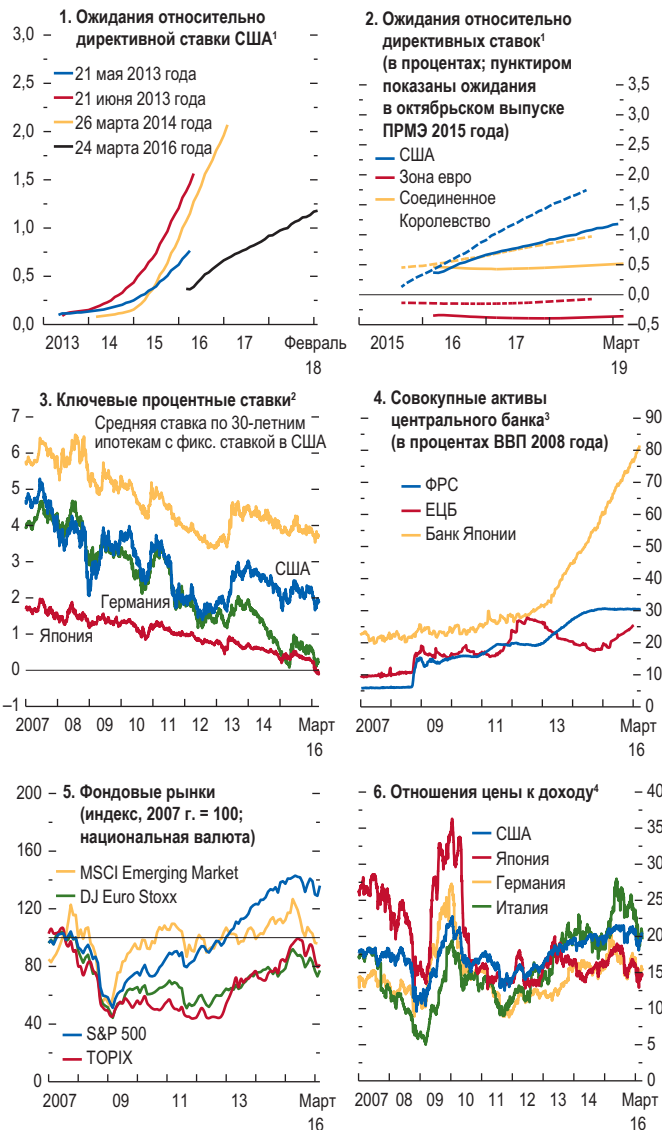 1. Ожидания относительно
директивной ставки США¹
21 мая 2013 года
21 июня 2013 года
26 марта 2014 года
24 марта 2016 года
3,0
2,5
2,0
1,5
1,0
0,5
0,0
2013 14 15 16 Февраль
18
2. Ожидания относительно
директивных ставок¹
(в процентах; пунктиром
показаны ожидания
в октябрьском выпуске
ПРМЭ 2015 года)
США
Зона евро
Соединенное
Королевство
3,5
3,0
2,5
2,0
1,5
1,0
0,5
0,0
–0,5
2015 16 17 Март
19
3. Ключевые процентные ставки²
Средняя ставка по 30-летним
ипотекам с фикс. ставкой в США
США
Германия
Япония
7
6
5
4
3
2
1
0
–1
2007 08 09 10 11 12 13 14 Март
16
4. Совокупные активы
центрального банка³
(в процентах ВВП 2008 года)
ФРС
ЕЦБ
Банк Японии
90
80
70
60
50
40
30
20
10
0
2007 09 11 13 Март
16
5. Фондовые рынки
(индекс, 2007 г. = 100;
национальная валюта)
MSCI Emerging Market
DJ Euro Stoxx
S&P 500
TOPIX
200
160
120
80
40
0
2007 09 11 13 Март
16
6. Отношения цены к доходу⁴
США
Япония
Германия
Италия
40
35
30
25
20
15
10
5
0
2007 08 09 10 12 13 14 Март
16